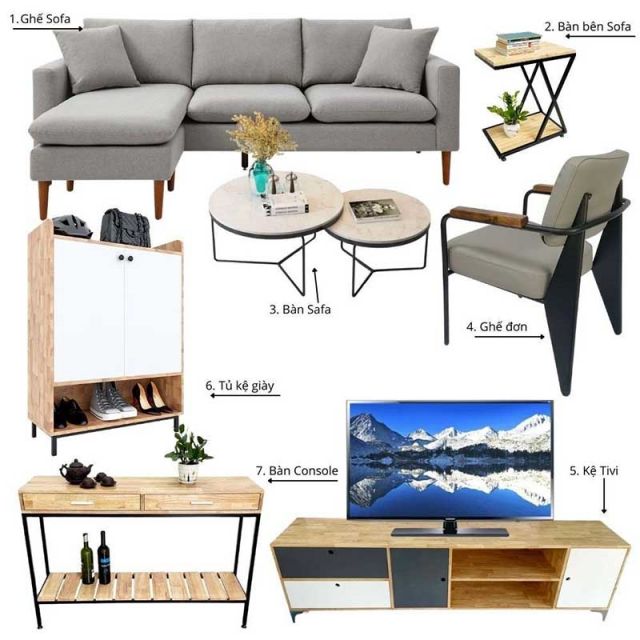 1.Ghế Sofa
2. Bàn bên Sofa
3. Bàn Safa
4. Ghế đơn
6. Tủ kệ giày
7. Bàn Console
5. Kệ Tivi